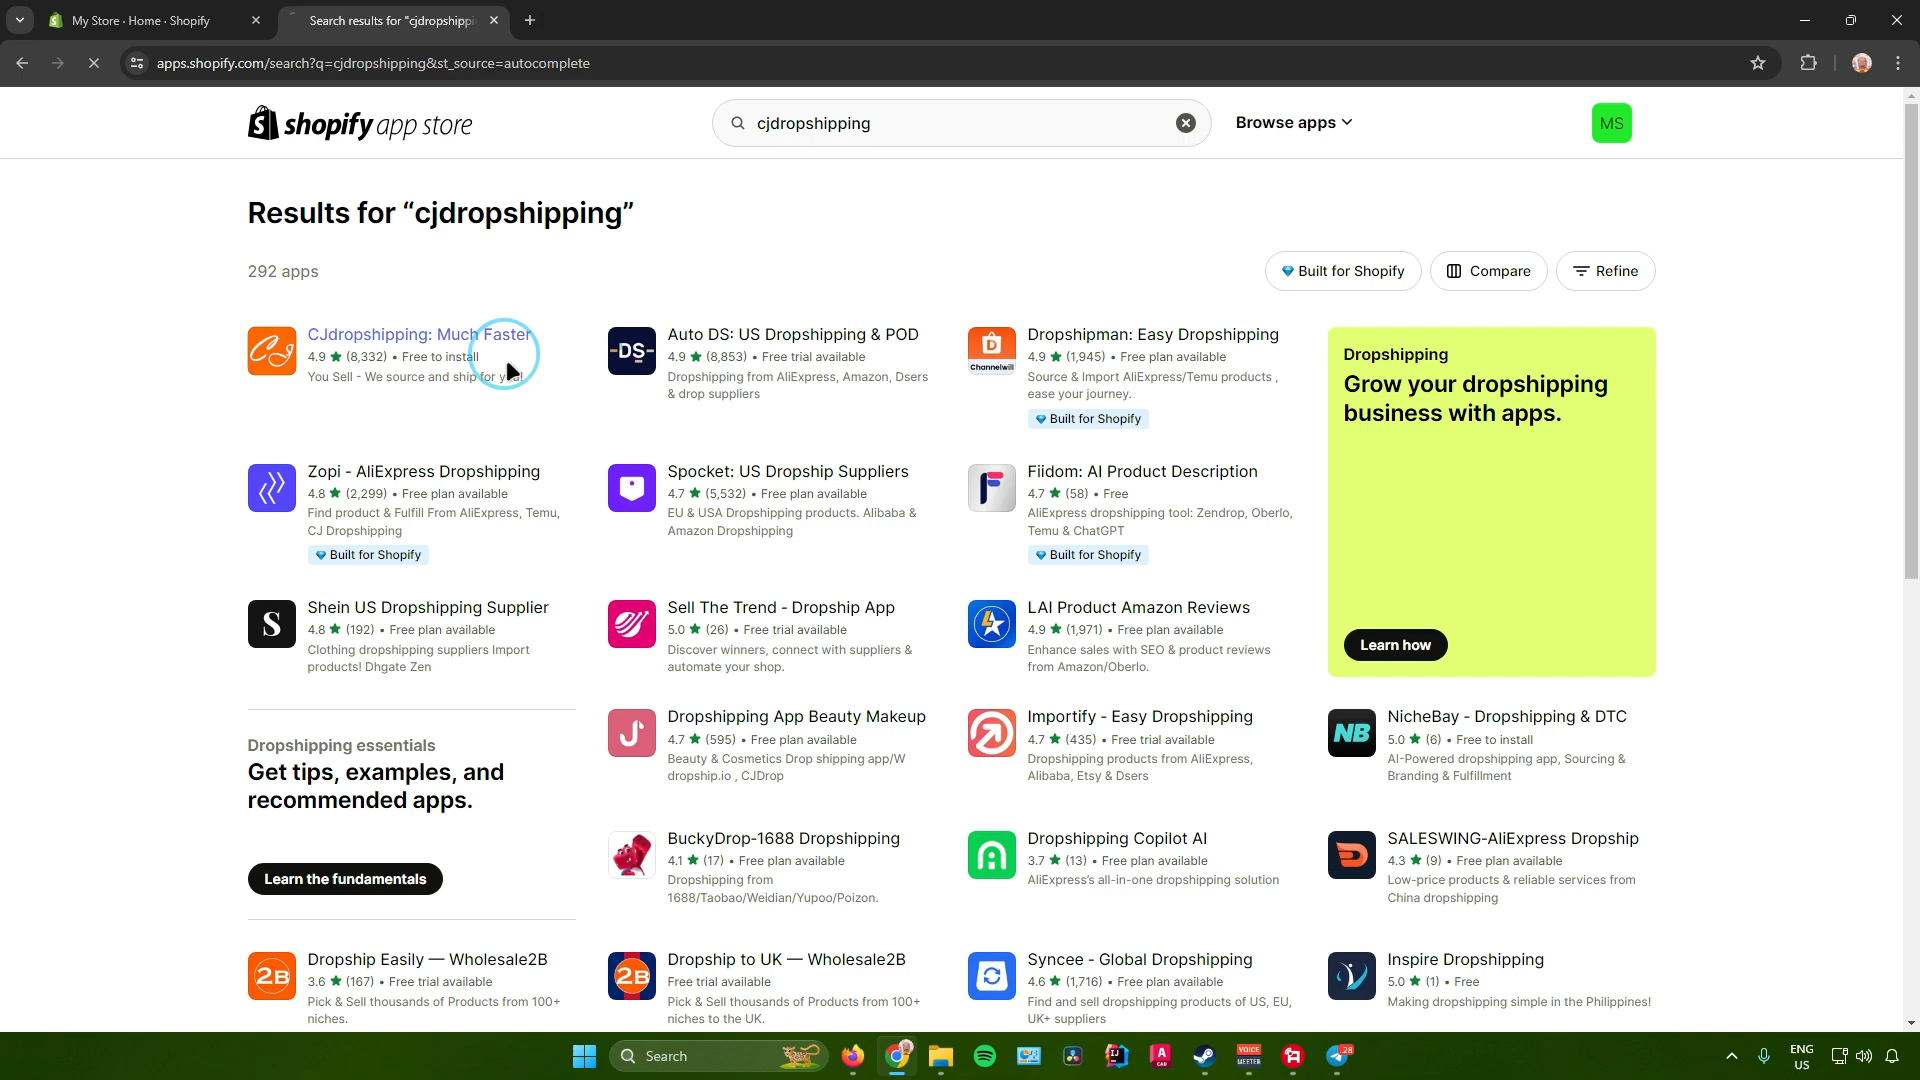 My Store · Home · Shopify
Search results for "cjdropshippi
apps.shopify.com/search?q=cjdropshipping&st_source=autocomplete
shopify app store
cjdropshipping
Browse apps
MS
Results for “cjdropshipping”
292 apps
Built for Shopify
Compare
Refine
CJdropshipping: Much Faster
4.9 ★ (8,332) • Free to install
You Sell - We source and ship for you!
-DS-
Auto DS: US Dropshipping & POD
4.9 ★ (8,853) • Free trial available
Dropshipping from AliExpress, Amazon, Dsers
& drop suppliers
D
Channelwill
Dropshipman: Easy Dropshipping
4.9 ★ (1,945) • Free plan available
Source & Import AliExpress/Temu products ,
ease your journey.
Built for Shopify
Dropshipping
Grow your dropshipping
business with apps.
Learn how
Zopi - AliExpress Dropshipping
4.8 ★ (2,299) • Free plan available
Find product & Fulfill From AliExpress, Temu,
CJ Dropshipping
Built for Shopify
Spocket: US Dropship Suppliers
4.7 ★ (5,532) • Free plan available
EU & USA Dropshipping products. Alibaba &
Amazon Dropshipping
F
Fiidom: AI Product Description
4.7 ★ (58) • Free
AliExpress dropshipping tool: Zendrop, Oberlo,
Temu & ChatGPT
Built for Shopify
S
Shein US Dropshipping Supplier
4.8 ★ (192) • Free plan available
Clothing dropshipping suppliers Import
products! Dhgate Zen
Sell The Trend - Dropship App
5.0 ★ (26) • Free trial available
Discover winners, connect with suppliers &
automate your shop.
LAI Product Amazon Reviews
4.9 ★ (1,971) • Free plan available
Enhance sales with SEO & product reviews
from Amazon/Oberlo.
Dropshipping essentials
Get tips, examples, and
recommended apps.
Learn the fundamentals
Dropshipping App Beauty Makeup
4.7 ★ (595) • Free plan available
Beauty & Cosmetics Drop shipping app/W
dropship.io , CJDrop
Importify - Easy Dropshipping
4.7 ★ (435) • Free trial available
Dropshipping products from AliExpress,
Alibaba, Etsy & Dsers
NB
NicheBay - Dropshipping & DTC
5.0 ★ (6) • Free to install
AI-Powered dropshipping app, Sourcing &
Branding & Fulfillment
BuckyDrop-1688 Dropshipping
4.1 ★ (17) • Free plan available
Dropshipping from
1688/Taobao/Weidian/Yupoo/Poizon.
Dropshipping Copilot AI
3.7 ★ (13) • Free plan available
AliExpress's all-in-one dropshipping solution
SALESWING-AliExpress Dropship
4.3 ★ (9) • Free plan available
Low-price products & reliable services from
China dropshipping
2B
Dropship Easily — Wholesale2B
3.6 ★ (167) • Free trial available
Pick & Sell thousands of Products from 100+
niches.
2B
Dropship to UK — Wholesale2B
Free trial available
Pick & Sell thousands of Products from 100+
niches to the UK.
Syncee - Global Dropshipping
4.6 ★ (1,716) • Free plan available
Find and sell dropshipping products of US, EU,
UK+ suppliers
Inspire Dropshipping
5.0 ★ (1) • Free
Making dropshipping simple in the Philippines!
Search
VOICE
MEETER
28
ENG
US